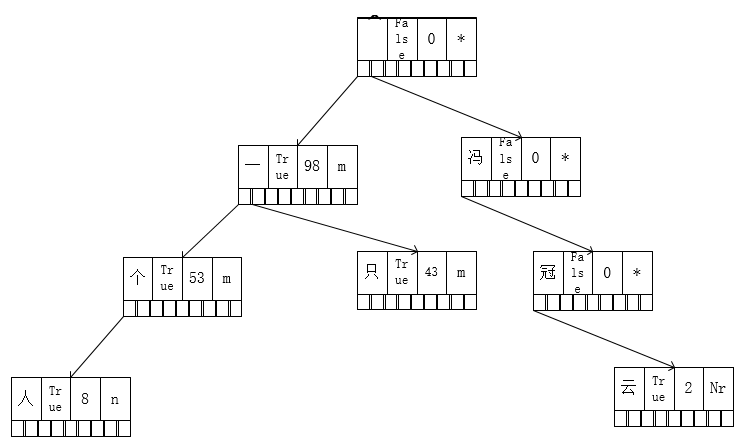 False 0 *
一 True 98 m
冯 False 0 *
个 True 53 m
只 True 43 m
冠 False 0 *
人 True 8 n
云 True 2 Nr